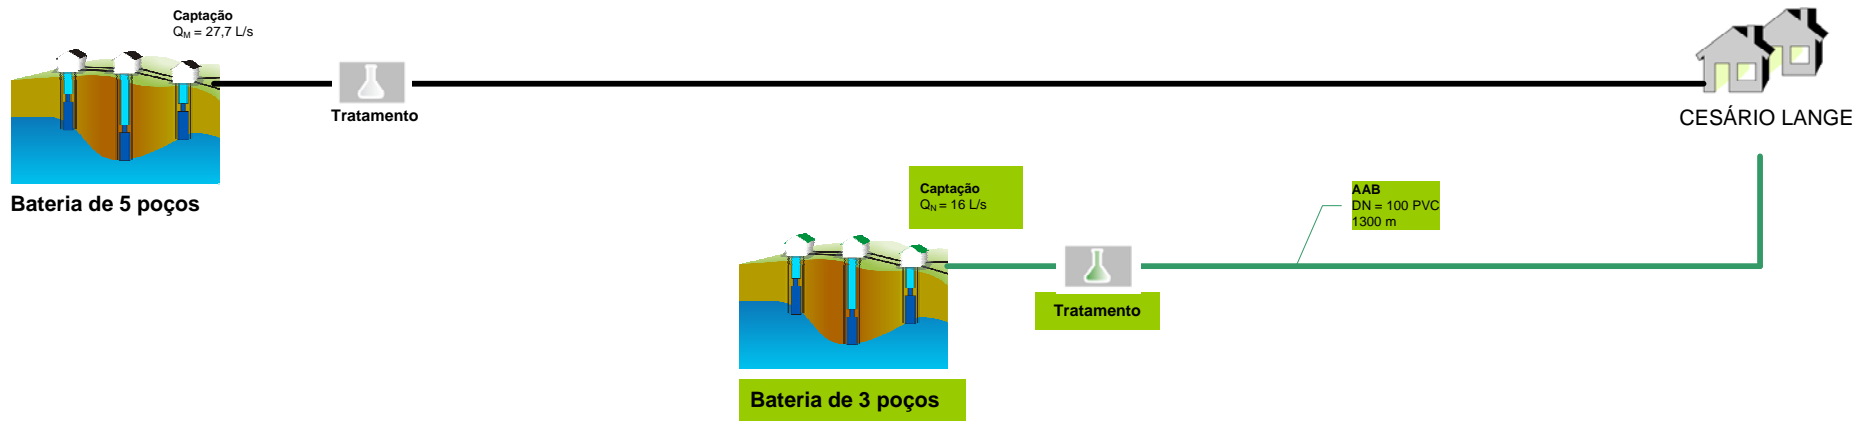 Captação
QM = 27,7 L/s
Tratamento
CESÁRIO LANGE
Bateria de 5 poços
Captação
QN = 16 L/s
AAB
DN = 100 PVC
1300 m
Tratamento
Bateria de 3 poços